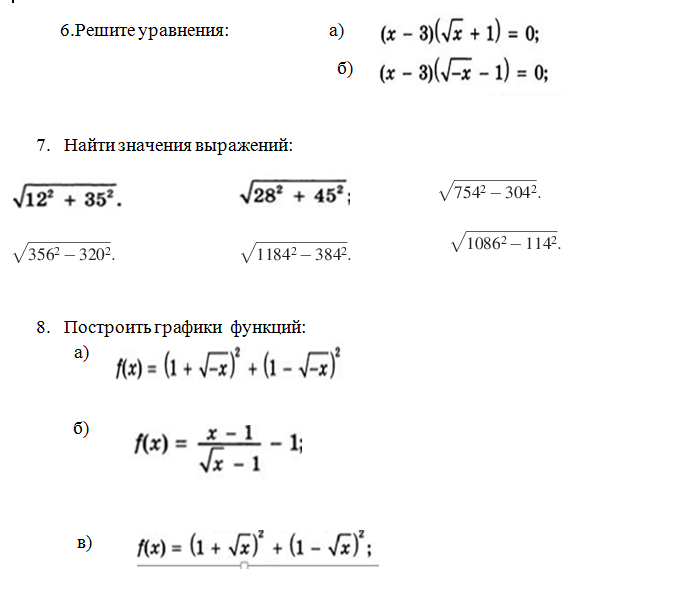 6.Решите уравнения: а) (x − 3)(√x + 1) = 0;
б) (x − 3)(√−x − 1) = 0;
7. Найти значения выражений:
√12² + 35². √28² + 45²; √754² − 304².
√356² − 320². √1184² − 384². √1086² − 114².
8. Построить графики функций:
а) f(x) = (1 + √−x)² + (1 − √−x)²
б) f(x) = (x − 1)/(√x − 1) − 1;
в) f(x) = (1 + √x)² + (1 − √x)²;